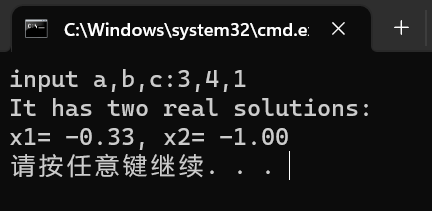 C:\Windows\system32\cmd.e
input a,b,c:3,4,1
It has two real solutions:
x1= -0.33, x2= -1.00
请按任意键继续. . .